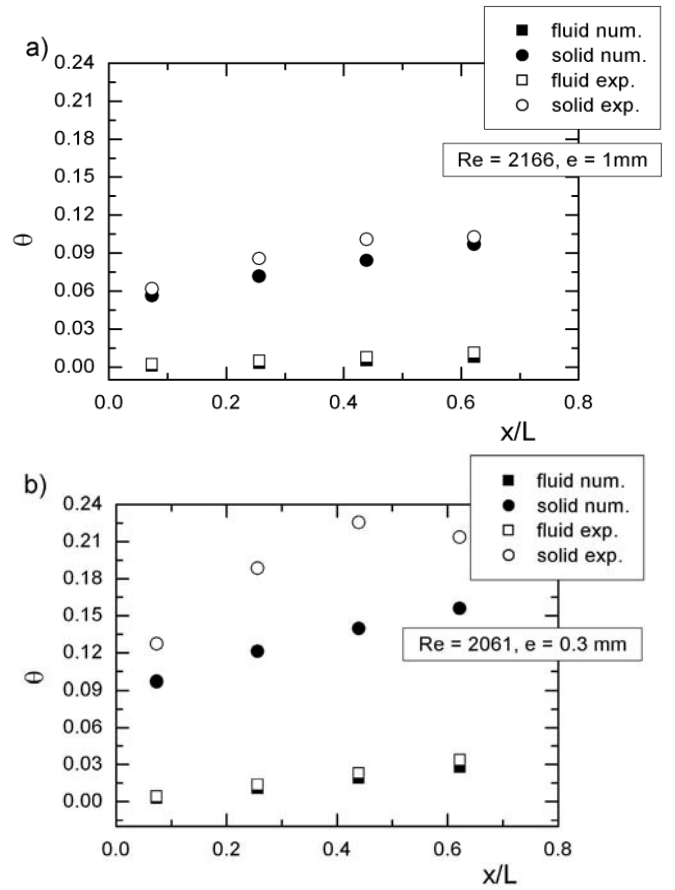 a)
fluid num.
solid num.
fluid exp.
solid exp.
Re = 2166, e = 1mm
0.24
0.21
0.18
0.15
0.12
0.09
0.06
0.03
0.00
θ
0.0 0.2 0.4 0.6 0.8
x/L
b)
fluid num.
solid num.
fluid exp.
solid exp.
Re = 2061, e = 0.3 mm
0.24
0.21
0.18
0.15
0.12
0.09
0.06
0.03
0.00
θ
0.0 0.2 0.4 0.6 0.8
x/L